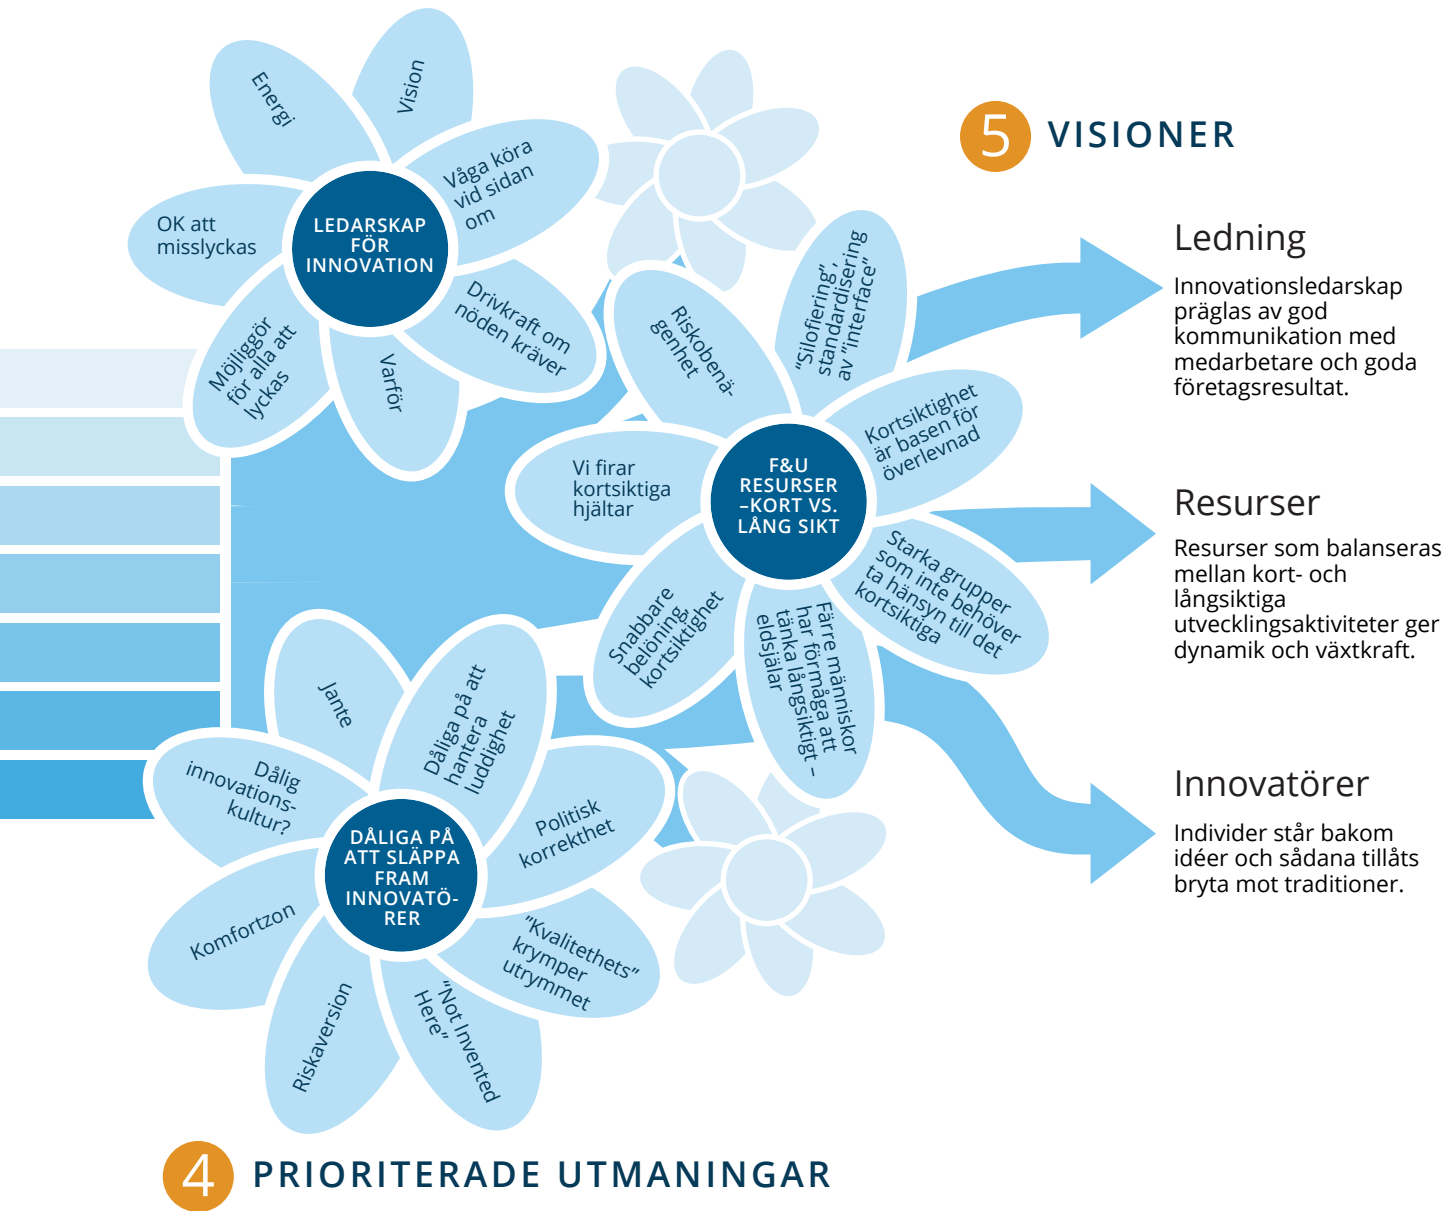 Energi
Vision
Våga köra
vid sidan
om
OK att
misslyckas
LEDARSKAP
FÖR
INNOVATION
Drivkraft om
nöden kräver
Möjliggör
för alla att
lyckas
Varför
Riskobenä-
genhet
"Silofiering",
standardisering
av "interface"
Kortsiktighet
är basen för
överlevnad
Vi firar
kortsiktiga
hjältar
F&U
RESURSER
–KORT VS.
LÅNG SIKT
Starka grupper
som inte behöver
ta hänsyn till det
kortsiktiga
Snabbare
belöning,
kortsiktighet
Färre människor
har förmåga att
tänka långsiktigt –
eldsjälar
Jante
Dåliga på att
hantera
luddighet
Dålig
innovations-
kultur?
Politisk
korrekthet
DÅLIGA PÅ
ATT SLÄPPA
FRAM
INNOVATÖ-
RER
Komfortzon
"Kvalitethets"
krymper
utrymmet
Riskaversion
"Not Invented
Here"
4 PRIORITERADE UTMANINGAR
5 VISIONER
Ledning
Innovationsledarskap
präglas av god
kommunikation med
medarbetare och goda
företagsresultat.
Resurser
Resurser som balanseras
mellan kort- och
långsiktiga
utvecklingsaktiviteter ger
dynamik och växtkraft.
Innovatörer
Individer står bakom
idéer och sådana tillåts
bryta mot traditioner.